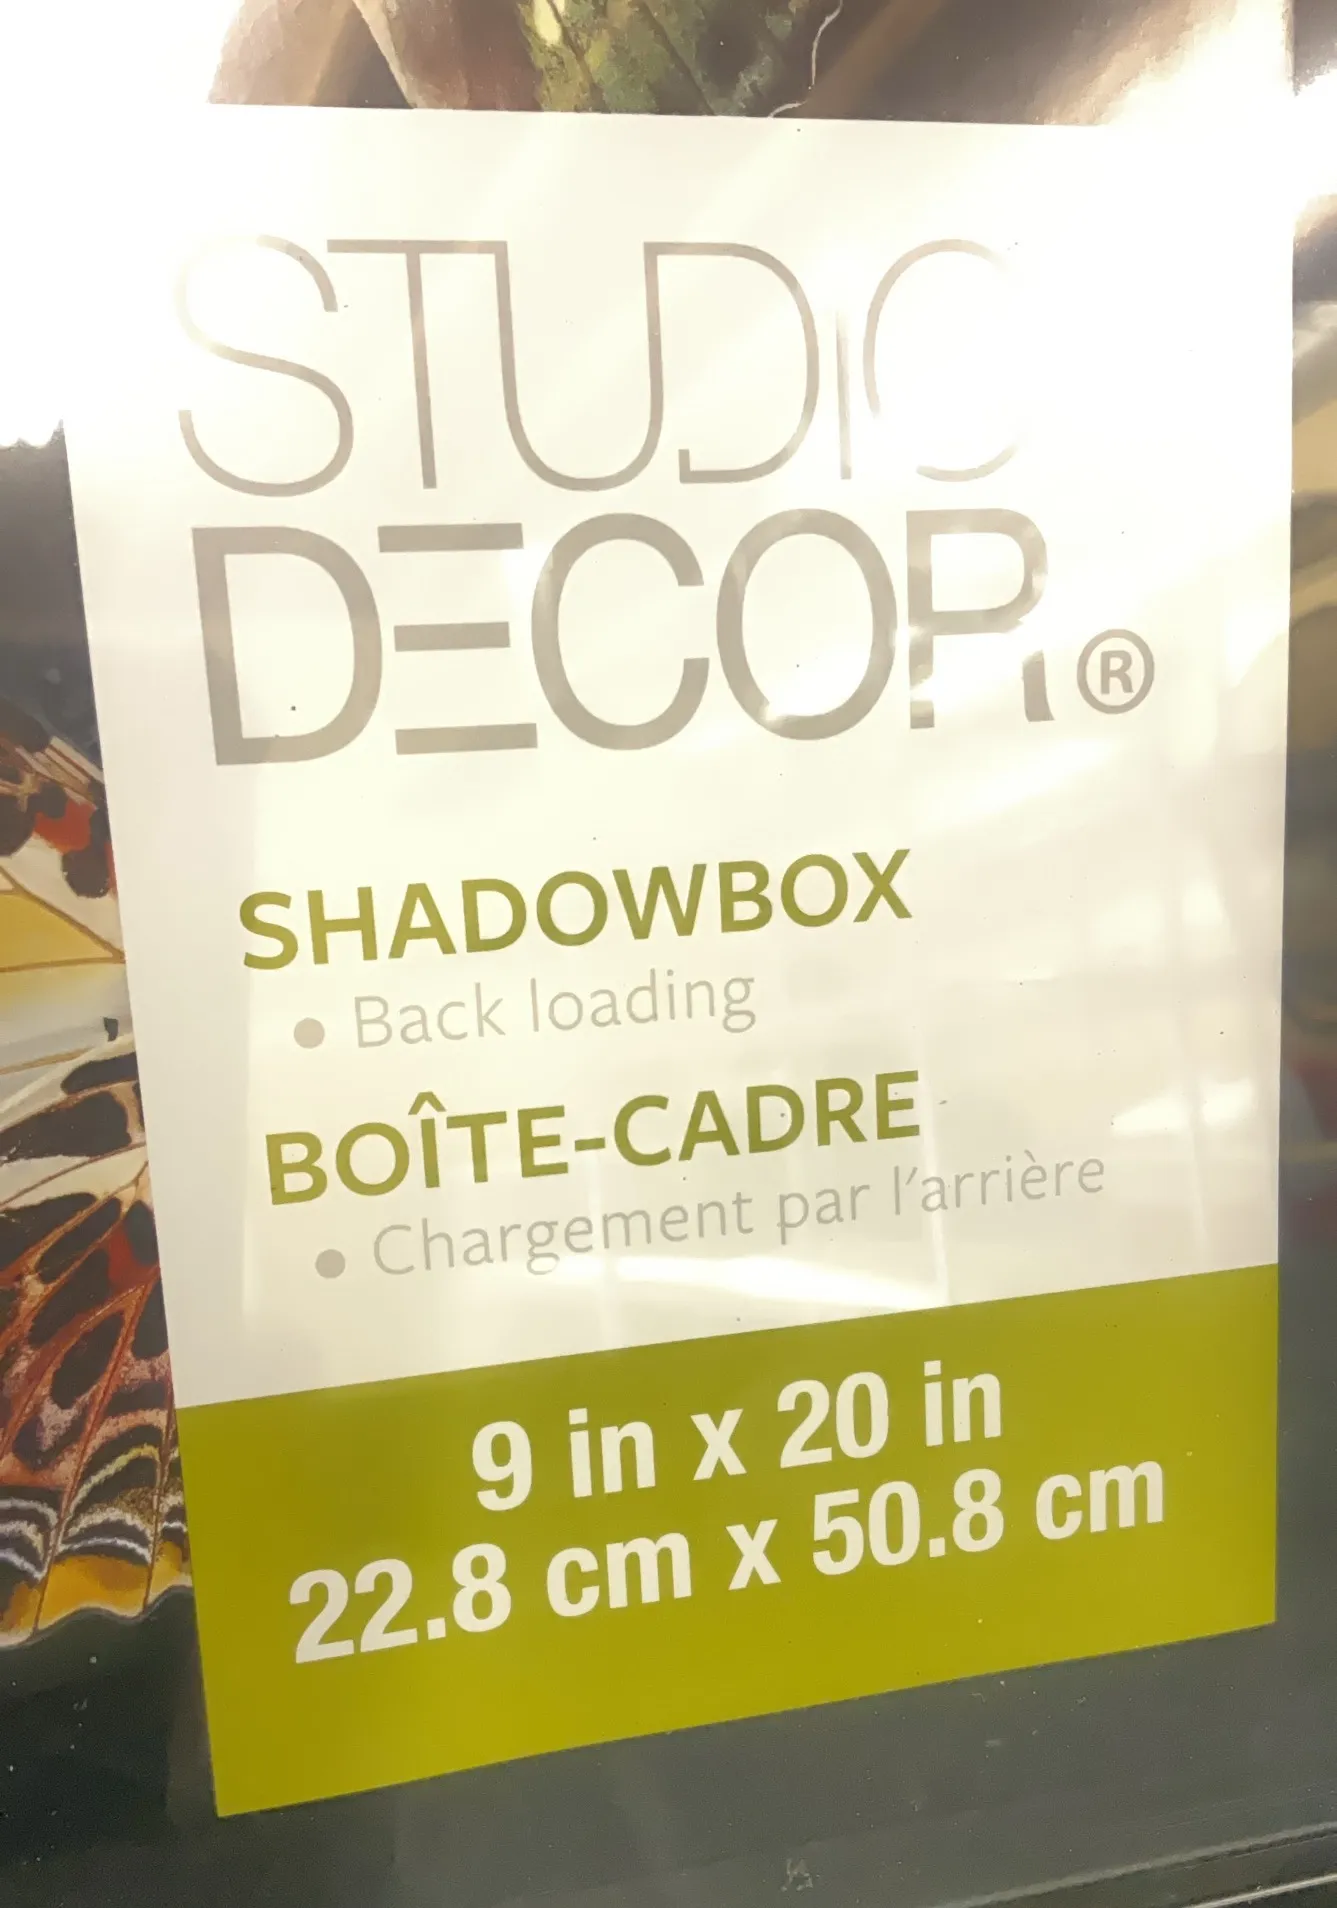 STUDIO
DECOR®
SHADOWBOX
• Back loading
BOÎTE-CADRE
• Chargement par l'arrière
9 in x 20 in
22.8 cm x 50.8 cm